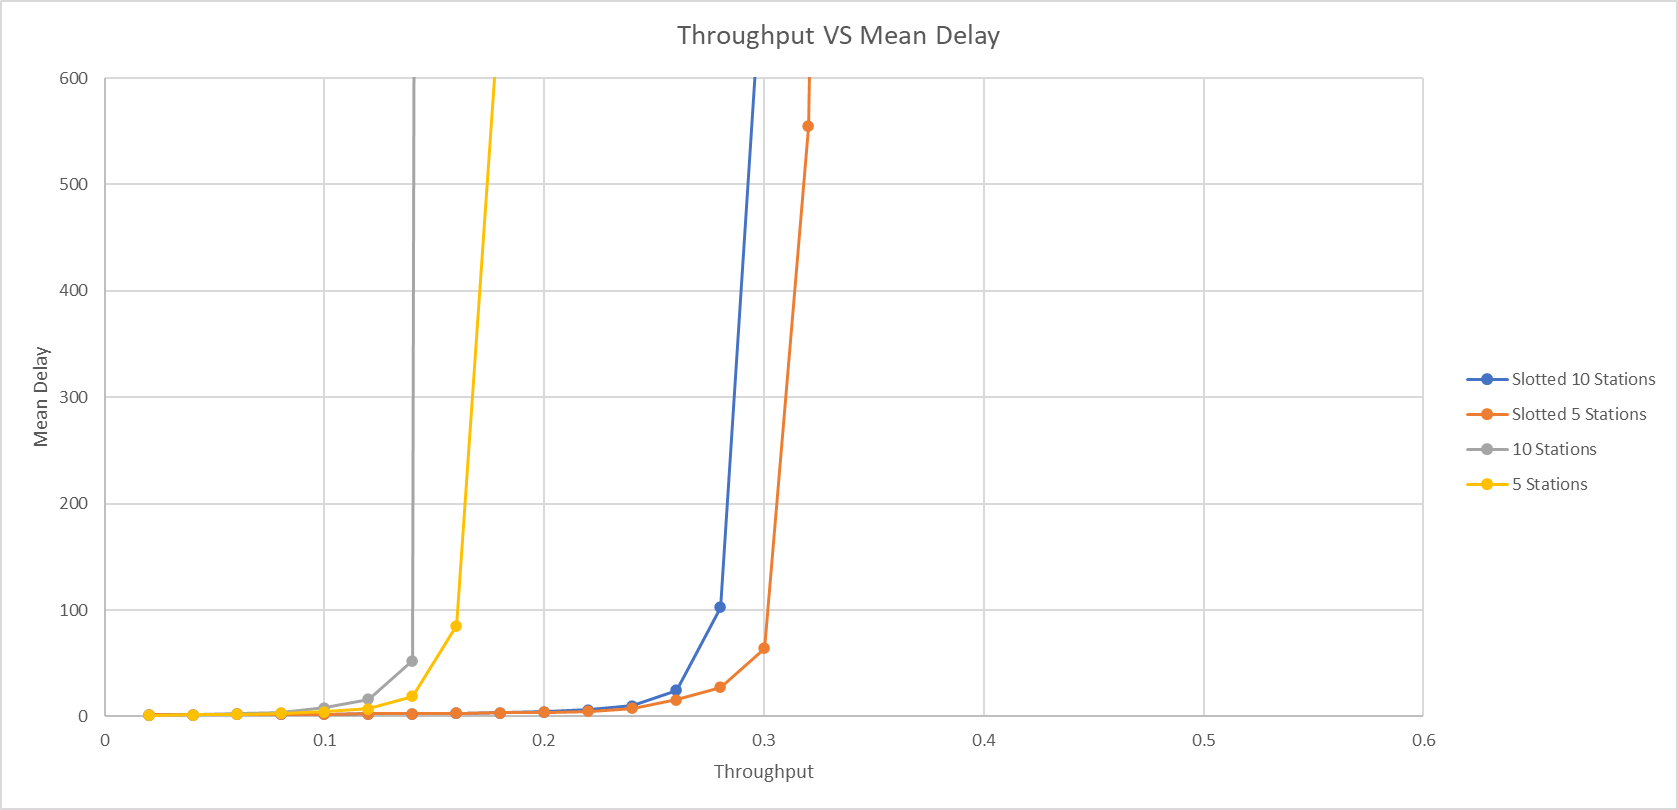 Throughput VS Mean Delay
600
500
400
300
200
100
0
Mean Delay
0 0.1 0.2 0.3 0.4 0.5 0.6
Throughput
Slotted 10 Stations
Slotted 5 Stations
10 Stations
5 Stations